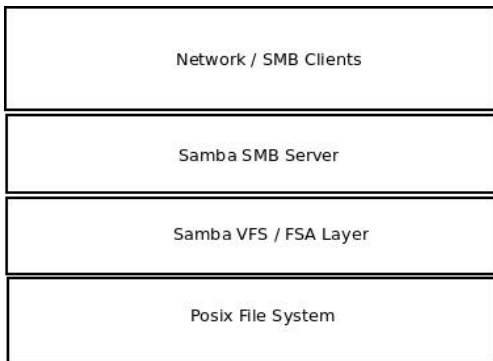 Network / SMB Clients
Samba SMB Server
Samba VFS / FSA Layer
Posix File System